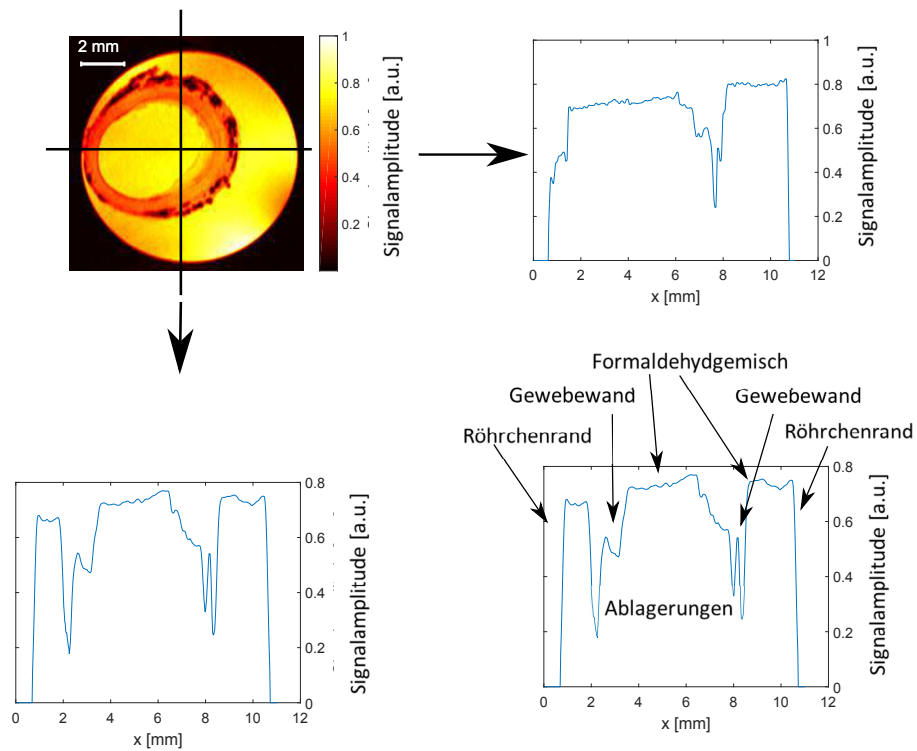 2 mm
1
0.8
0.6
0.4
0.2
Signalamplitude [a.u.]
1
0.8
0.6
0.4
0.2
0
0 2 4 6 8 10 12
x [mm]
Signalamplitude [a.u.]
0.8
0.6
0.4
0.2
0
0 2 4 6 8 10 12
x [mm]
Signalamplitude [a.u.]
Formaldehydgemisch
Gewebewand
Gewebewand
Röhrchenrand
Röhrchenrand
Ablagerungen
0.8
0.6
0.4
0.2
0
0 2 4 6 8 10 12
x [mm]
Signalamplitude [a.u.]